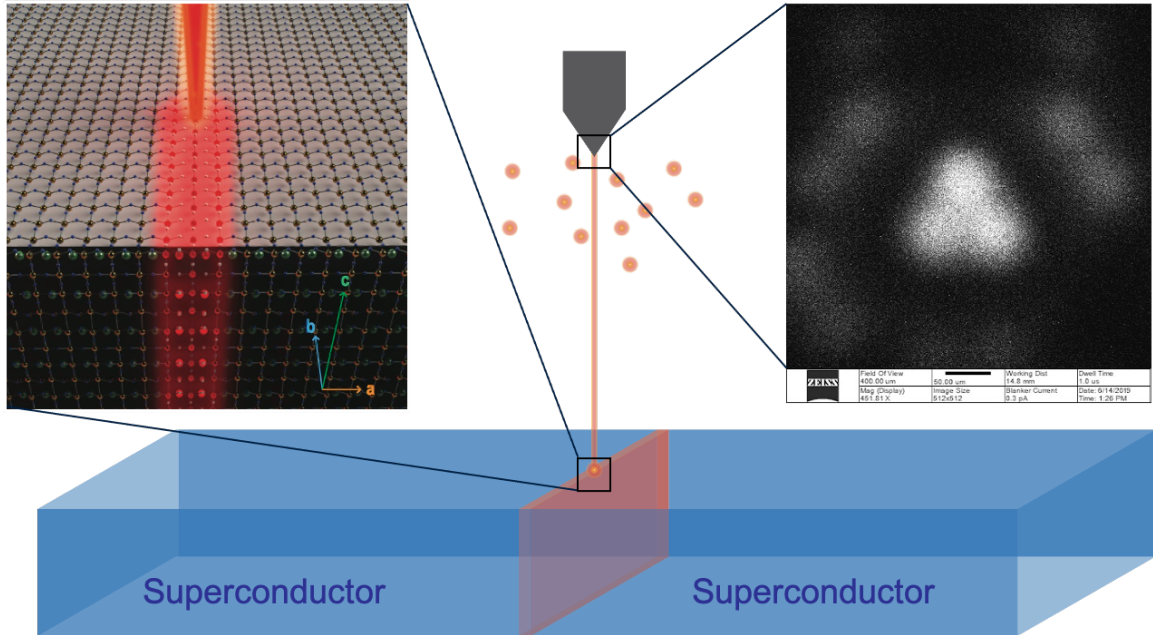 c
b
a
ZEISS
Field Of View
400.00 um
50.00 um
Working Dist
14.8 mm
Dwell Time
1.0 us
Mag (Display)
451.81 X
Image Size
512x512
Blanker Current
0.3 pA
Date: 6/14/2019
Time: 1:26 PM
Superconductor
Superconductor